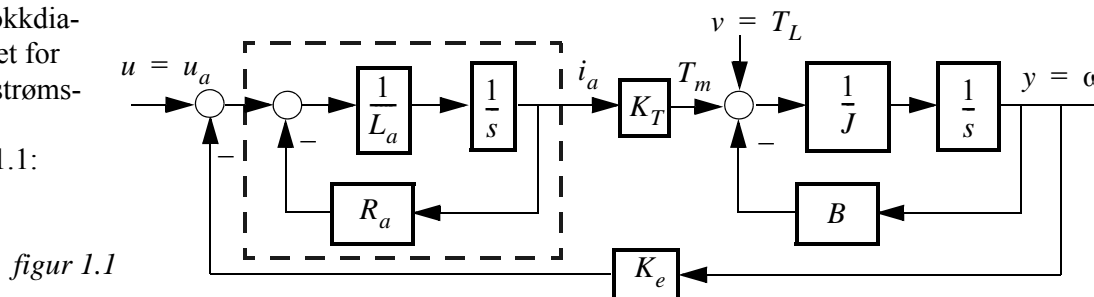 okkdia-
et for
strøms-
1.1:
figur 1.1
u = u_a
−
−
1/L_a
1/s
R_a
i_a
K_T
T_m
v = T_L
−
1/J
1/s
B
y = ω
K_e